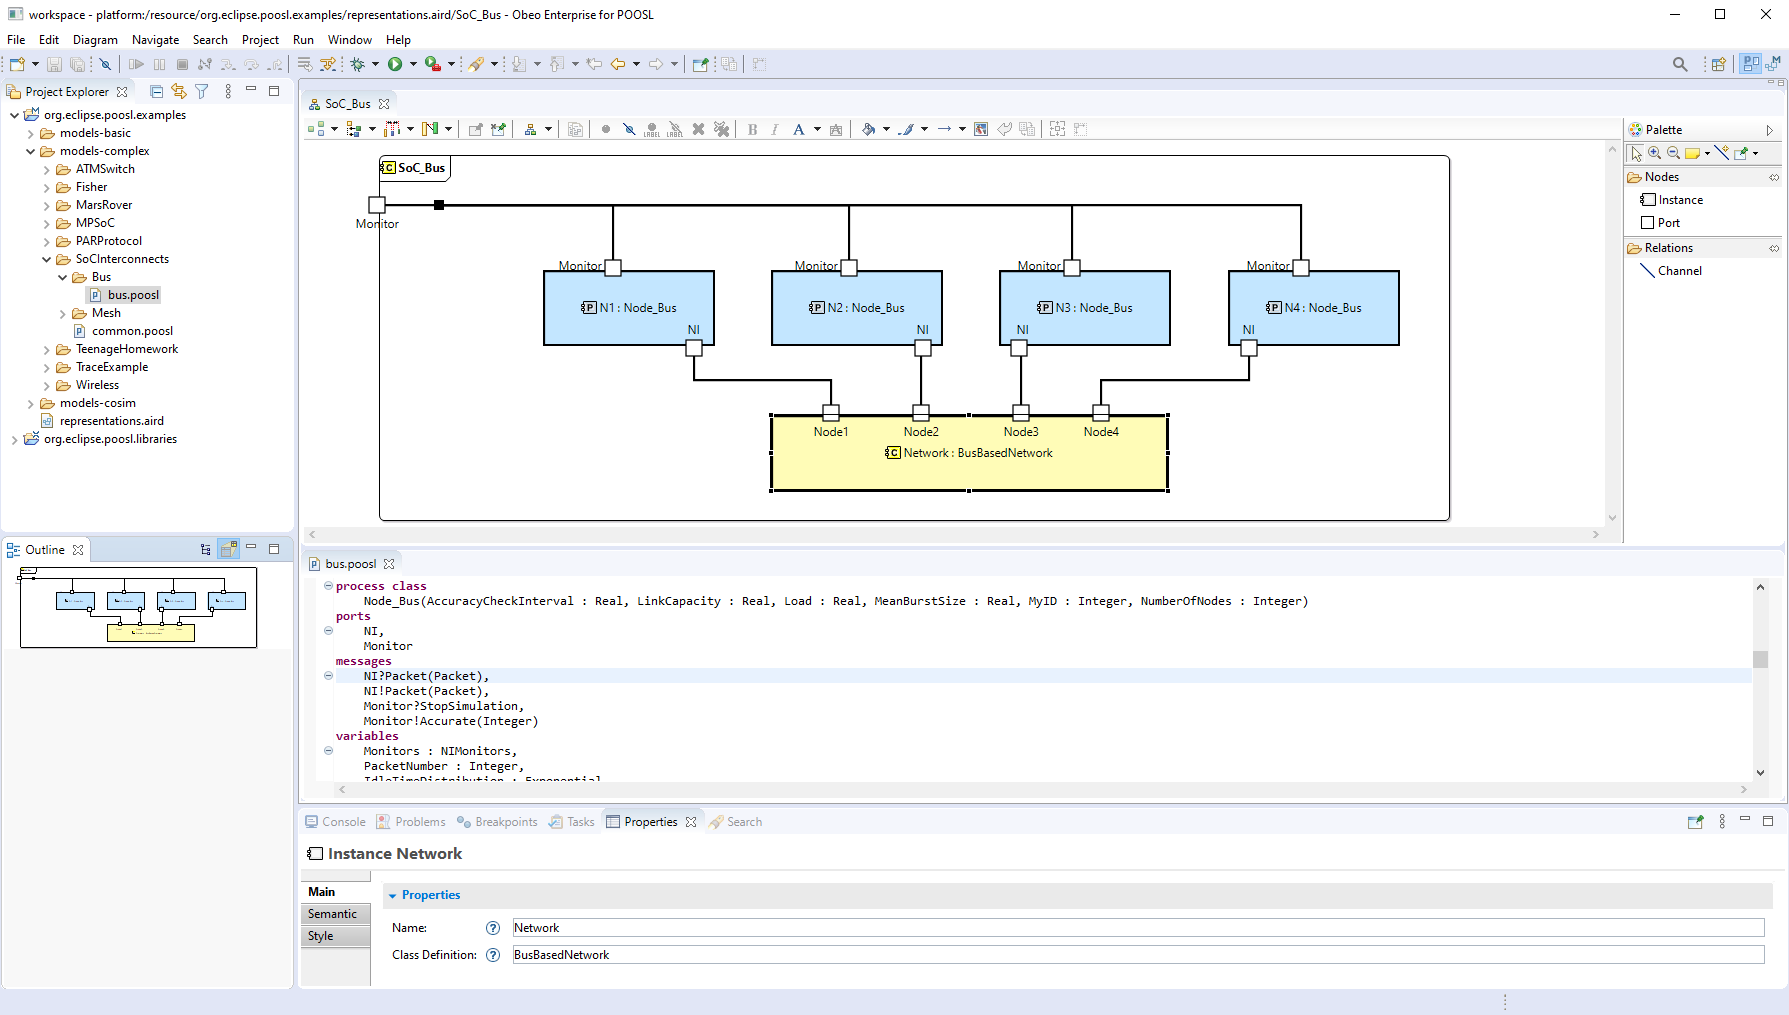 workspace - platform:/resource/org.eclipse.poosl.examples/representations.aird/SoC_Bus - Obeo Enterprise for POOSL
File Edit Diagram Navigate Search Project Run Window Help
Project Explorer
org.eclipse.poosl.examples
models-basic
models-complex
ATMSwitch
Fisher
MarsRover
MPSoC
PARProtocol
SoCInterconnects
Bus
bus.poosl
Mesh
common.poosl
TeenageHomework
TraceExample
Wireless
models-cosim
representations.aird
org.eclipse.poosl.libraries
Outline
SoC_Bus
LABEL LABEL B I A
C SoC_Bus
Monitor
Monitor Monitor Monitor Monitor
P N1 : Node_Bus P N2 : Node_Bus P N3 : Node_Bus P N4 : Node_Bus
NI NI NI NI
Node1 Node2 Node3 Node4
C Network : BusBasedNetwork
Palette
Nodes
Instance
Port
Relations
Channel
bus.poosl
process class
Node_Bus(AccuracyCheckInterval : Real, LinkCapacity : Real, Load : Real, MeanBurstSize : Real, MyID : Integer, NumberOfNodes : Integer)
ports
NI,
Monitor
messages
NI?Packet(Packet),
NI!Packet(Packet),
Monitor?StopSimulation,
Monitor!Accurate(Integer)
variables
Monitors : NIMonitors,
PacketNumber : Integer,
IdleTimeDistribution : Exponential
Console Problems Breakpoints Tasks Properties Search
Instance Network
Main
Semantic
Style
Properties
Name: ? Network
Class Definition: ? BusBasedNetwork